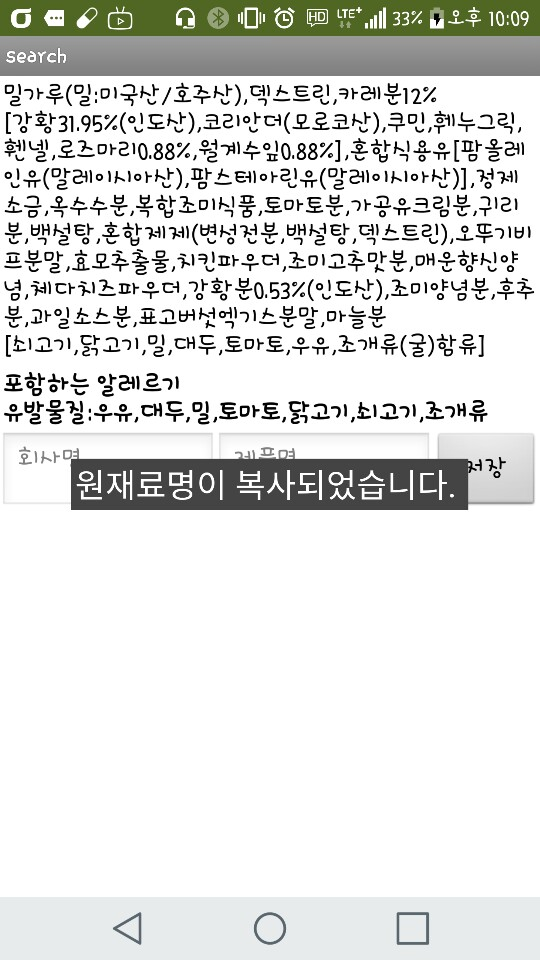 HD LTE+ 33% 오후 10:09
search
밀가루(밀:미국산/호주산),덱스트린,카레분12%
[강황31.95%(인도산),코리안더(모로코산),쿠민,훼누그릭,
휀넬,로즈마리0.88%,월계수잎0.88%],혼합식용유[팜올레
인유(말레이시아산),팜스테아린유(말레이시아산)],정제
소금,옥수수분,복합조미식품,토마토분,가공유크림분,귀리
분,백설탕,혼합제제(변성전분,백설탕,덱스트린),오뚜기비
프분말,효모추출물,치킨파우더,조미고추맛분,매운향신양
념,체다치즈파우더,강황분0.53%(인도산),조미양념분,후추
분,과일소스분,표고버섯엑기스분말,마늘분
[쇠고기,닭고기,밀,대두,토마토,우유,조개류(굴)함류]
포함하는 알레르기
유발물질:우유,대두,밀,토마토,닭고기,쇠고기,조개류
회사명 제품명 저장
원재료명이 복사되었습니다.